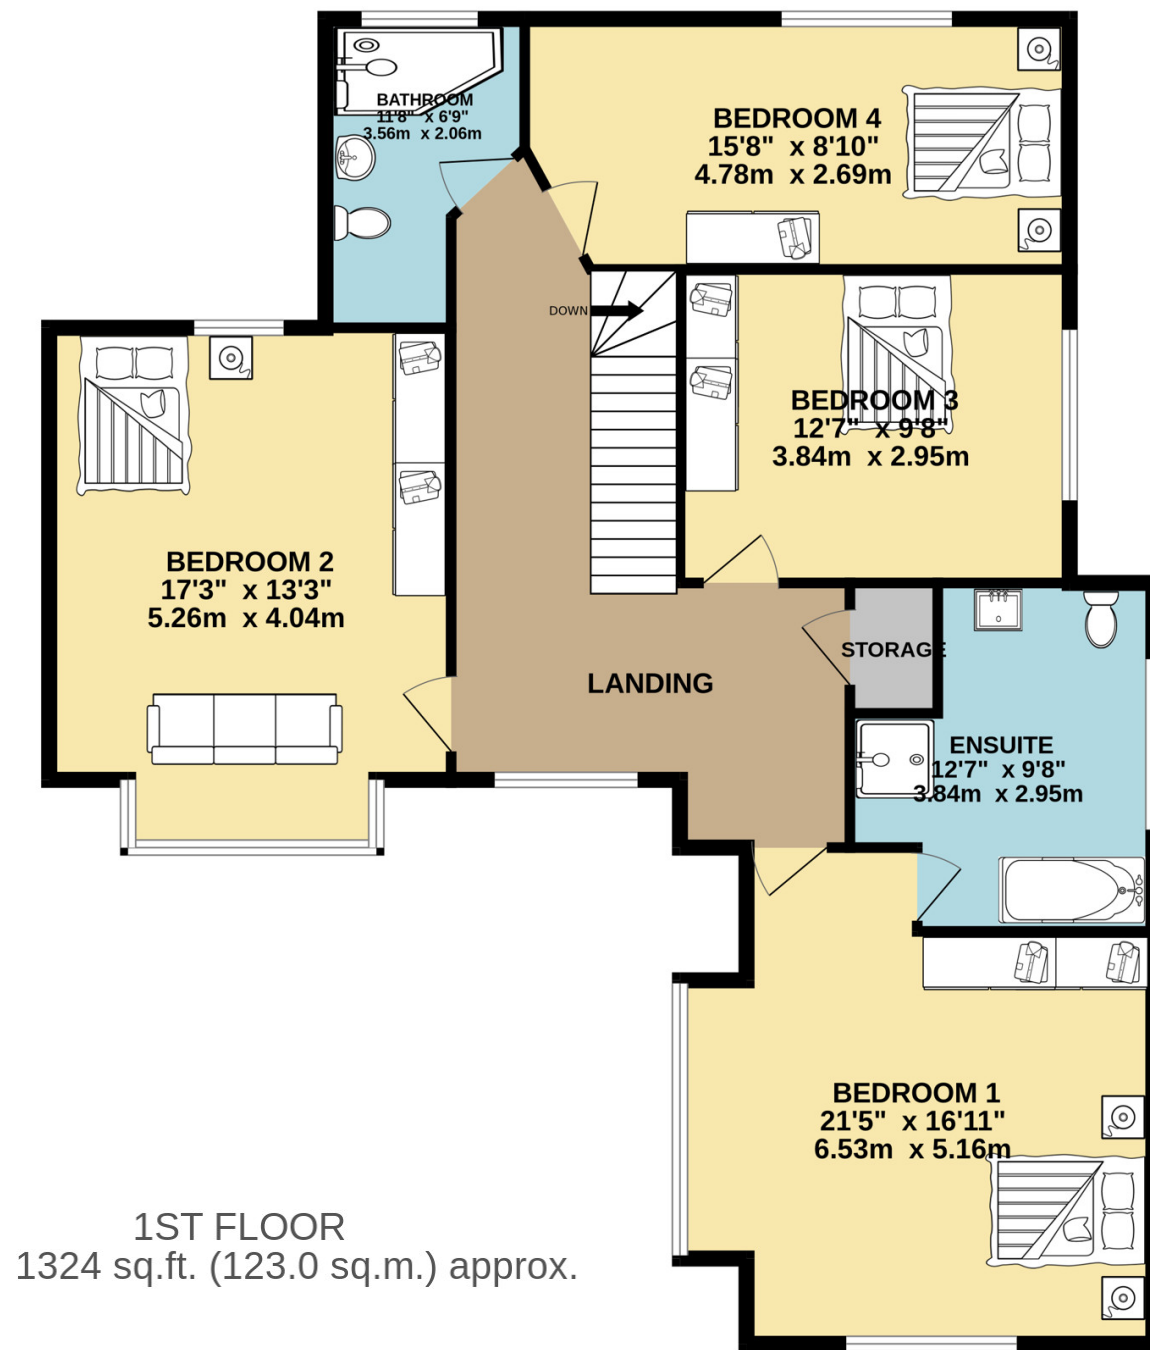 BATHROOM
11'8" x 6'9"
3.56m x 2.06m
BEDROOM 4
15'8" x 8'10"
4.78m x 2.69m
DOWN
BEDROOM 3
12'7" x 9'8"
3.84m x 2.95m
BEDROOM 2
17'3" x 13'3"
5.26m x 4.04m
STORAGE
LANDING
ENSUITE
12'7" x 9'8"
3.84m x 2.95m
BEDROOM 1
21'5" x 16'11"
6.53m x 5.16m
1ST FLOOR
1324 sq.ft. (123.0 sq.m.) approx.